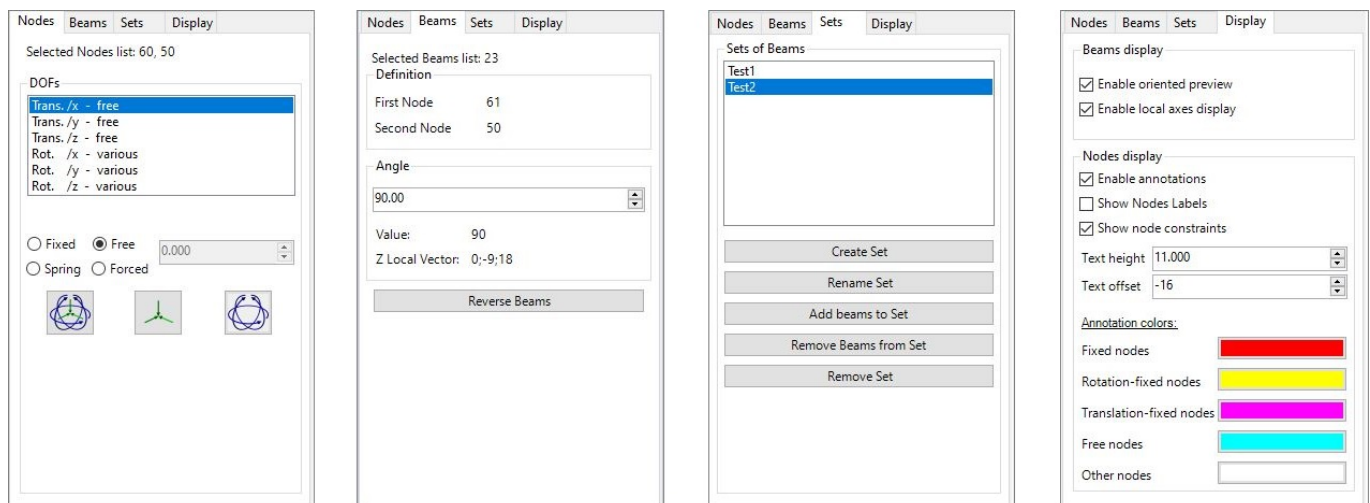 Nodes Beams Sets Display
Selected Nodes list: 60, 50
DOFs
Trans. /x - free
Trans. /y - free
Trans. /z - free
Rot. /x - various
Rot. /y - various
Rot. /z - various
Fixed Free 0.000
Spring Forced
Nodes Beams Sets Display
Selected Beams list: 23
Definition
First Node 61
Second Node 50
Angle
90.00
Value: 90
Z Local Vector: 0;-9;18
Reverse Beams
Nodes Beams Sets Display
Sets of Beams
Test1
Test2
Create Set
Rename Set
Add beams to Set
Remove Beams from Set
Remove Set
Nodes Beams Sets Display
Beams display
Enable oriented preview
Enable local axes display
Nodes display
Enable annotations
Show Nodes Labels
Show node constraints
Text height 11.000
Text offset -16
Annotation colors:
Fixed nodes
Rotation-fixed nodes
Translation-fixed nodes
Free nodes
Other nodes